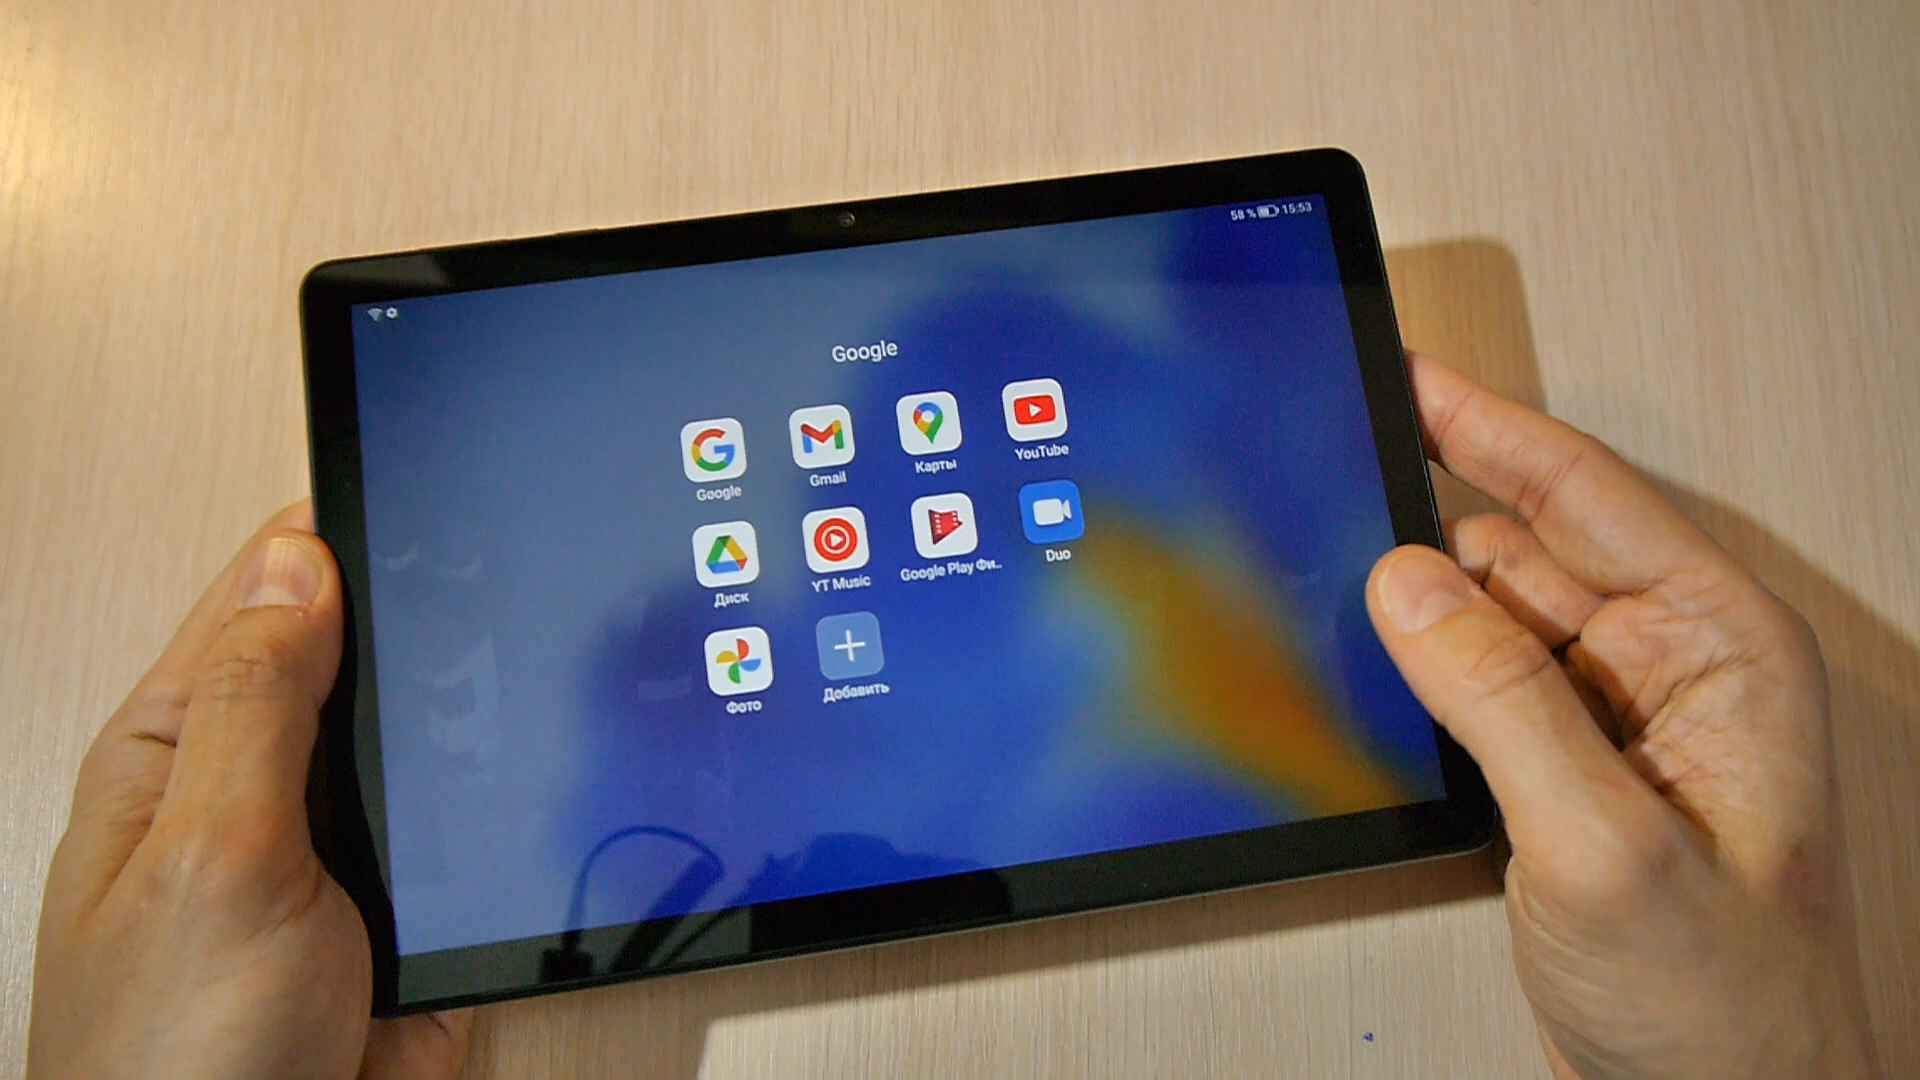 58 % 15:53
Google
Google Gmail Карты YouTube
Диск YT Music Google Play Фи... Duo
Фото Добавить